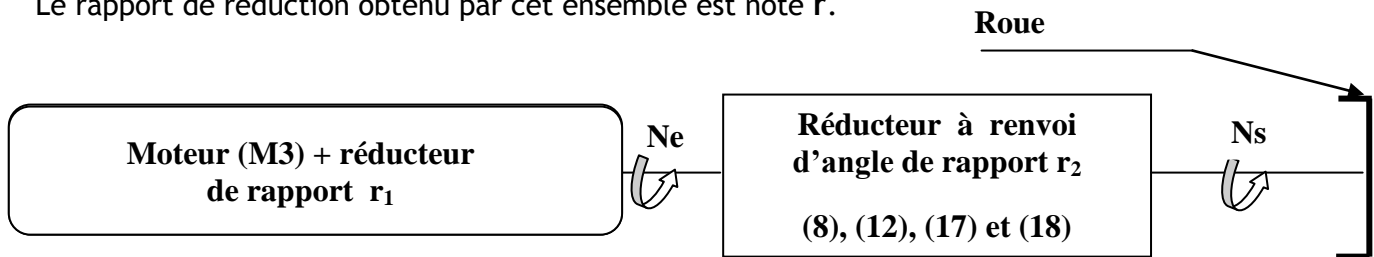 Le rapport de réduction obtenu par cet ensemble est noté r.
Roue
Moteur (M3) + réducteur
de rapport r₁
Ne
Réducteur à renvoi
d'angle de rapport r₂
(8), (12), (17) et (18)
Ns